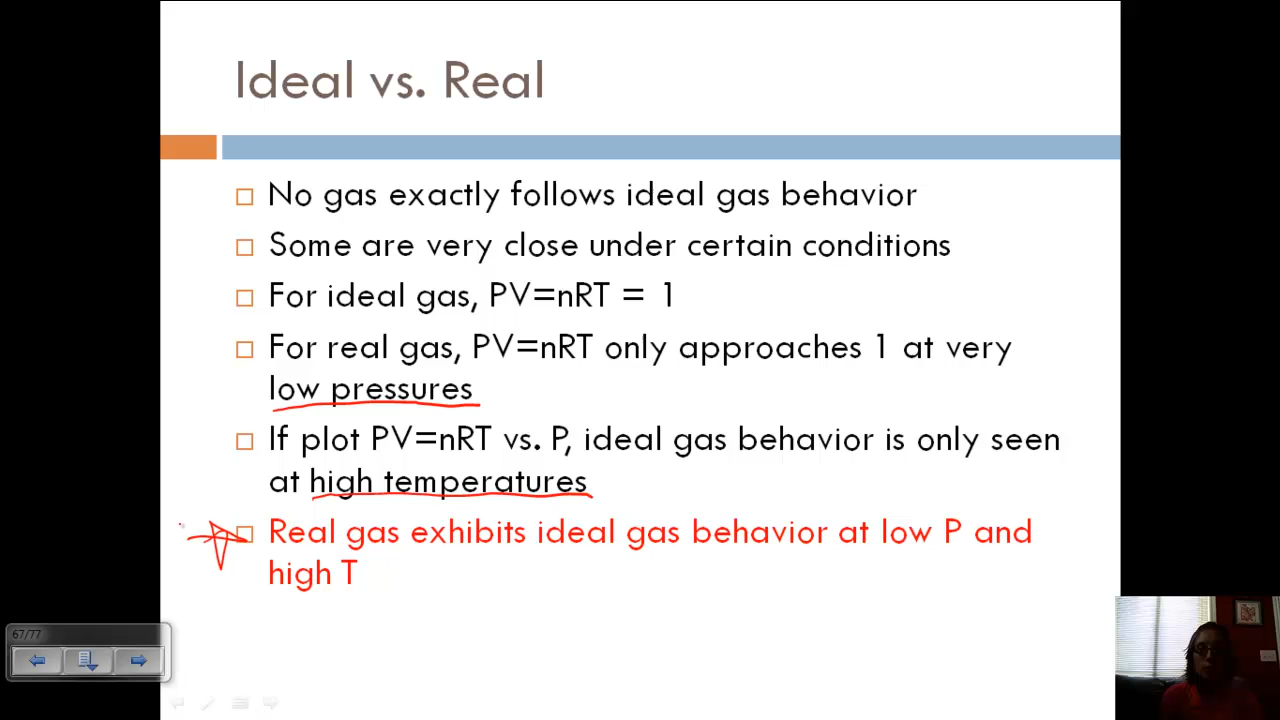 Ideal vs. Real
No gas exactly follows ideal gas behavior
Some are very close under certain conditions
For ideal gas, PV=nRT = 1
For real gas, PV=nRT only approaches 1 at very
low pressures
If plot PV=nRT vs. P, ideal gas behavior is only seen
at high temperatures
Real gas exhibits ideal gas behavior at low P and
high T
67/77